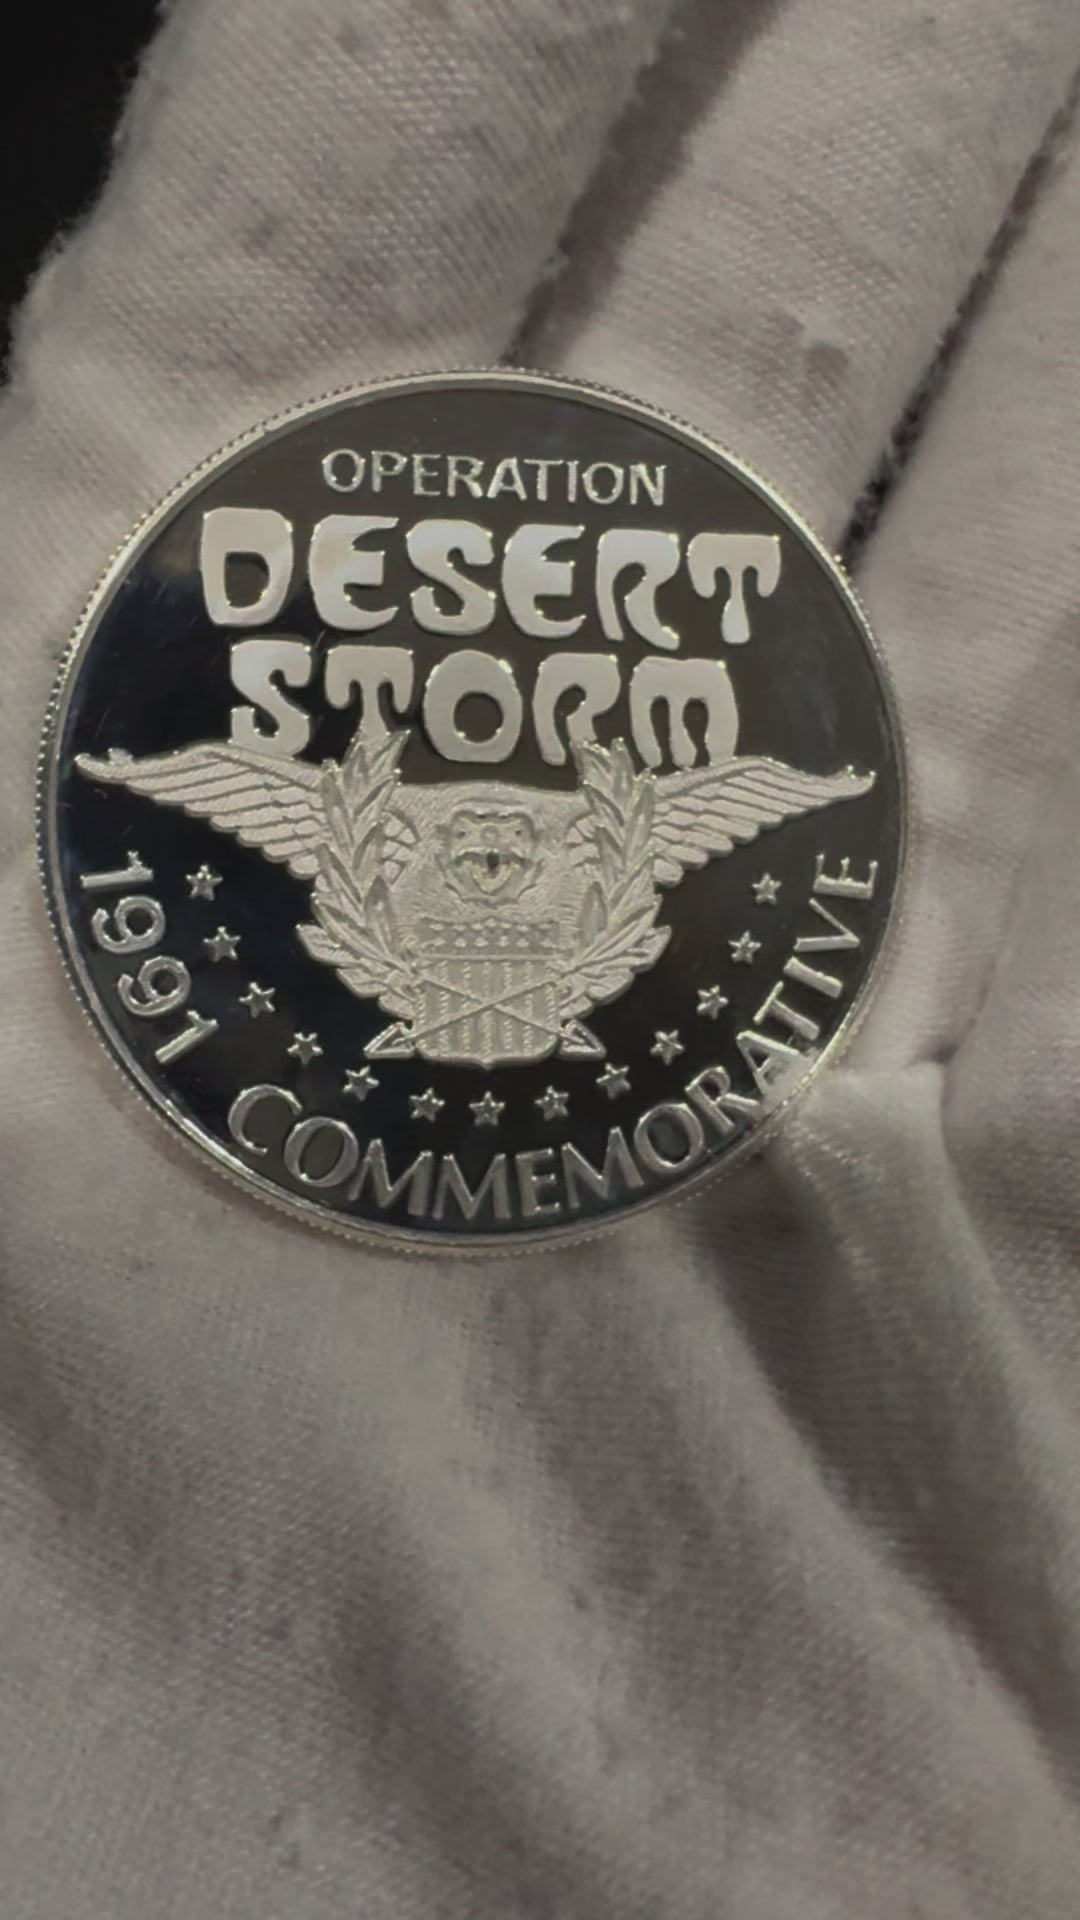 OPERATION
DESERT
STORM
1991 COMMEMORATIVE